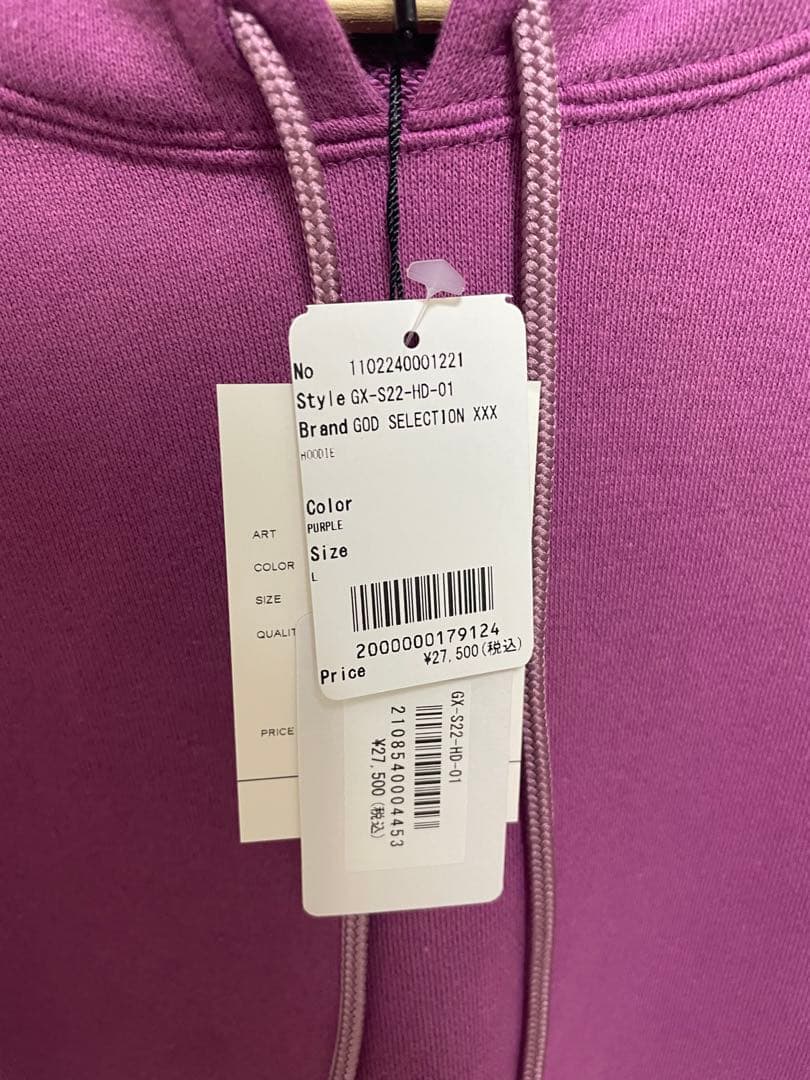 No 1102240001221
Style GX-S22-HD-01
Brand GOD SELECTION XXX
HOODIE
Color
PURPLE
Size
L
2000000179124
Price ¥27,500(税込)
ART
COLOR
SIZE
QUALIT
PRICE
GX-S22-HD-01
2108540004453
¥27,500(税込)